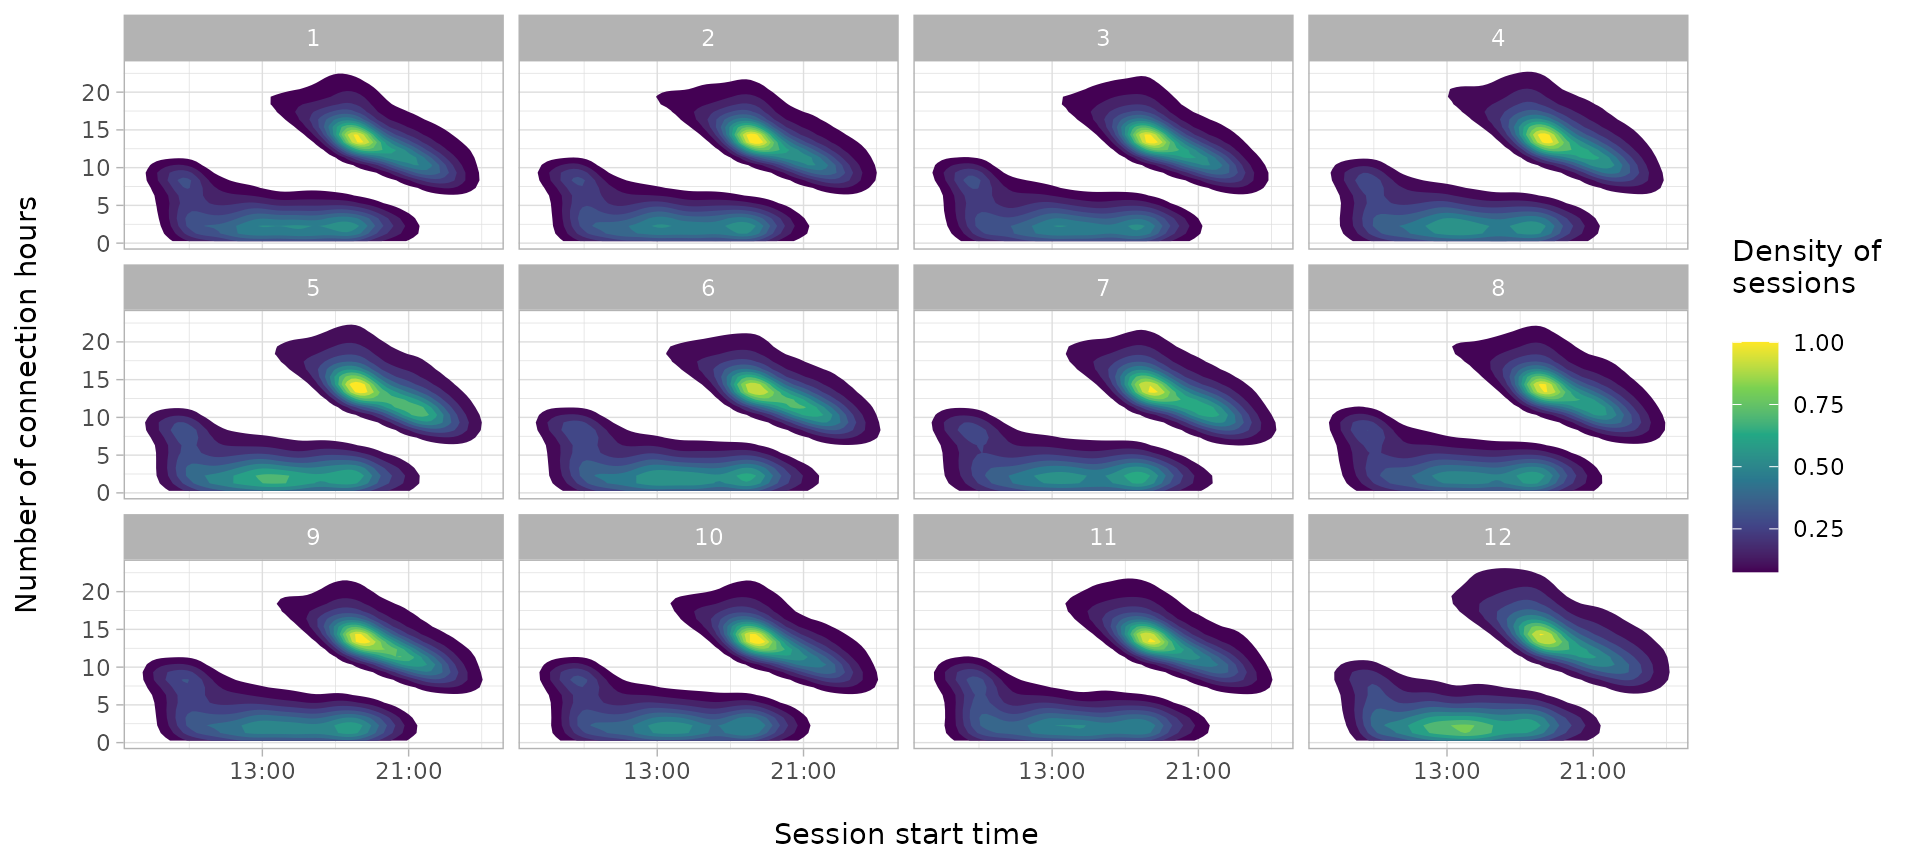 1 2 3 4
20
15
10
5
0
5 6 7 8
20
15
10
5
0
9 10 11 12
20
15
10
5
0
13:00 21:00 13:00 21:00 13:00 21:00 13:00 21:00
Session start time
Number of connection hours
Density of
sessions
1.00
0.75
0.50
0.25